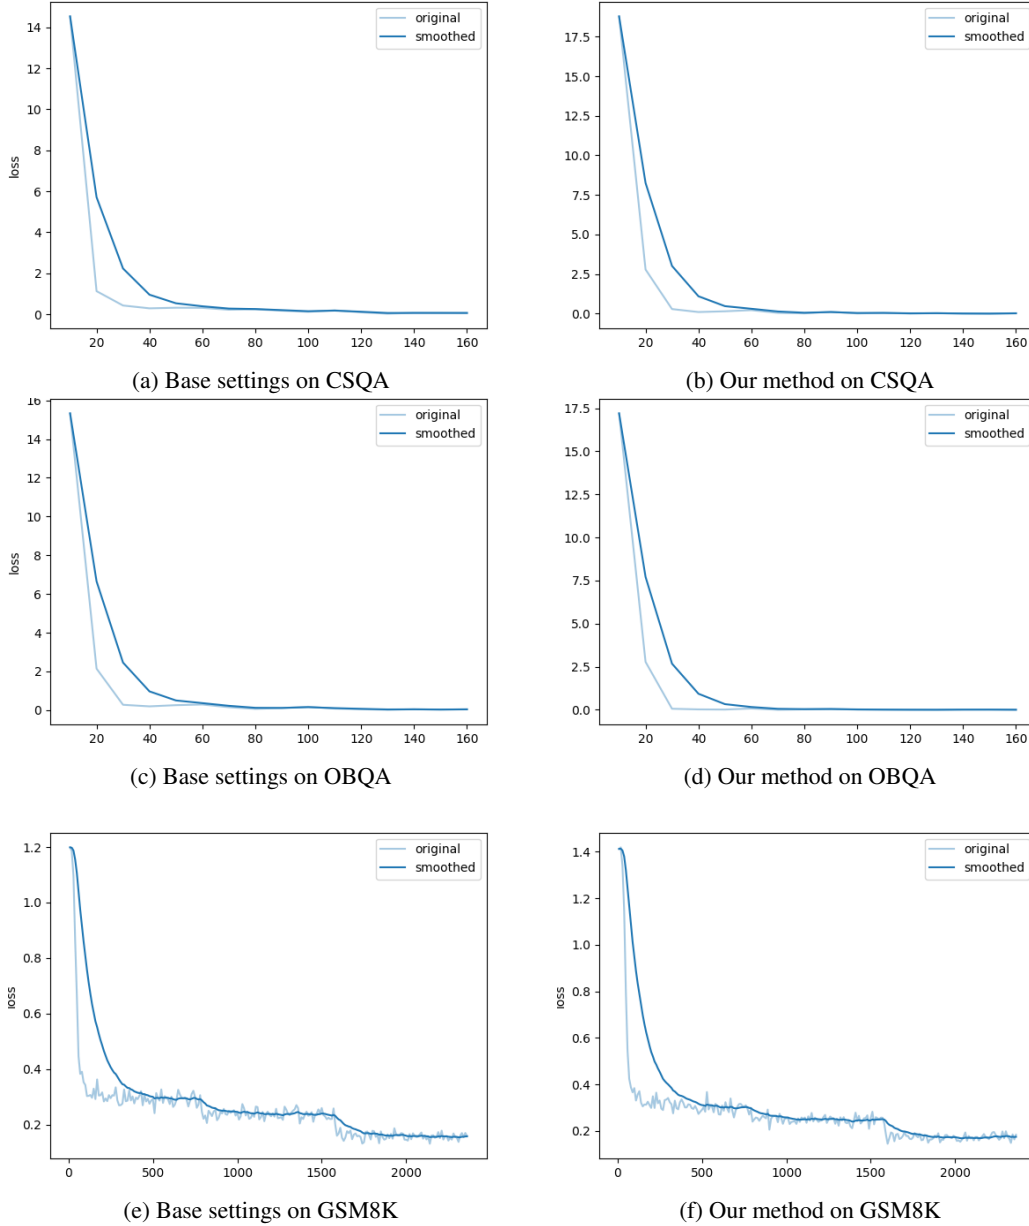 14
12
10
8
6
4
2
0
loss
original
smoothed
20 40 60 80 100 120 140 160
(a) Base settings on CSQA
17.5
15.0
12.5
10.0
7.5
5.0
2.5
0.0
original
smoothed
20 40 60 80 100 120 140 160
(b) Our method on CSQA
16
14
12
10
8
6
4
2
0
loss
original
smoothed
20 40 60 80 100 120 140 160
(c) Base settings on OBQA
17.5
15.0
12.5
10.0
7.5
5.0
2.5
0.0
original
smoothed
20 40 60 80 100 120 140 160
(d) Our method on OBQA
1.2
1.0
0.8
0.6
0.4
0.2
loss
original
smoothed
0 500 1000 1500 2000
(e) Base settings on GSM8K
1.4
1.2
1.0
0.8
0.6
0.4
0.2
loss
original
smoothed
0 500 1000 1500 2000
(f) Our method on GSM8K